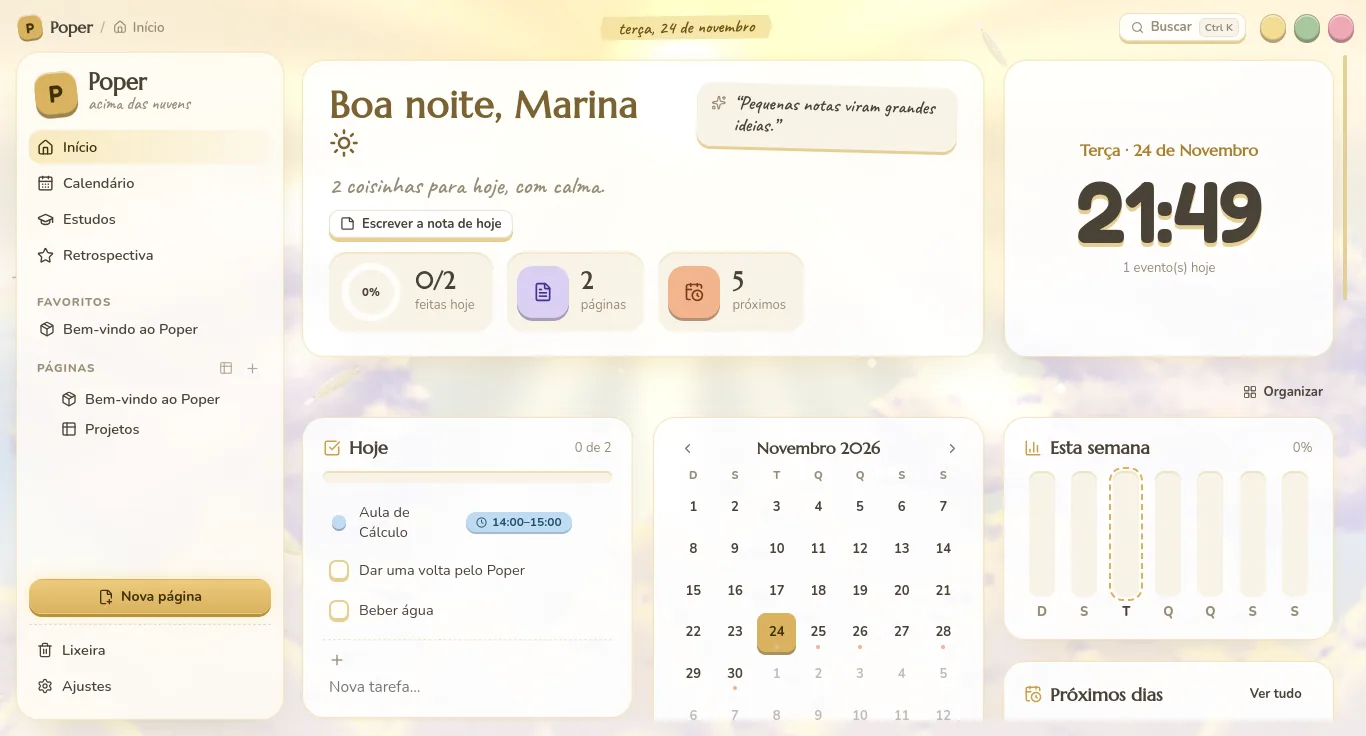 P Poper / Início
terça, 24 de novembro
Buscar Ctrl K
P Poper
acima das nuvens
Início
Calendário
Estudos
Retrospectiva
FAVORITOS
Bem-vindo ao Poper
PÁGINAS
Bem-vindo ao Poper
Projetos
Nova página
Lixeira
Ajustes
Boa noite, Marina
“Pequenas notas viram grandes
ideias.”
2 coisinhas para hoje, com calma.
Escrever a nota de hoje
0% 0/2
feitas hoje
2
páginas
5
próximos
Terça · 24 de Novembro
21:49
1 evento(s) hoje
Organizar
Hoje 0 de 2
Aula de
Cálculo
14:00–15:00
Dar uma volta pelo Poper
Beber água
Nova tarefa...
Novembro 2026
D S T Q Q S S
1 2 3 4 5 6 7
8 9 10 11 12 13 14
15 16 17 18 19 20 21
22 23 24 25 26 27 28
29 30 1 2 3 4 5
6 7 8 9 10 11 12
Esta semana 0%
D S T Q Q S S
Próximos dias Ver tudo